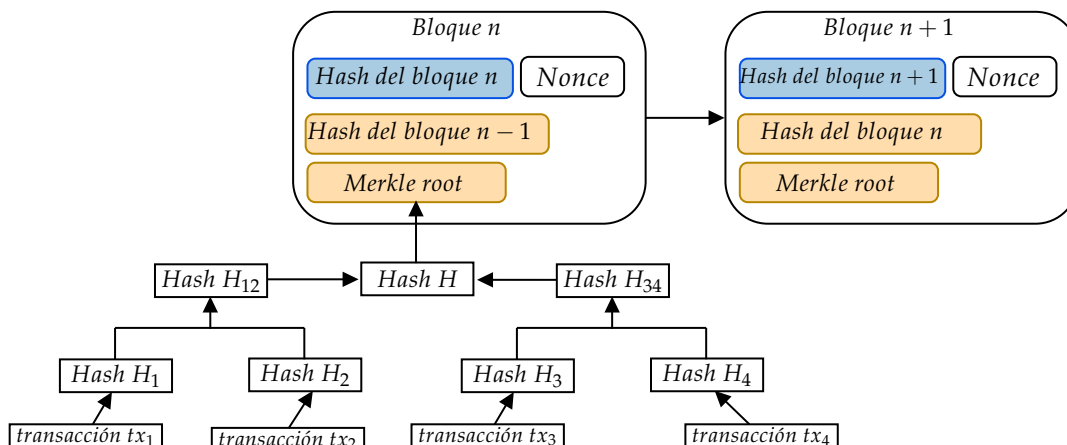 Bloque n
Bloque n + 1
Hash del bloque n
Nonce
Hash del bloque n + 1
Nonce
Hash del bloque n − 1
Hash del bloque n
Merkle root
Merkle root
Hash H₁₂
Hash H
Hash H₃₄
Hash H₁
Hash H₂
Hash H₃
Hash H₄
transacción tx₁
transacción tx₂
transacción tx₃
transacción tx₄